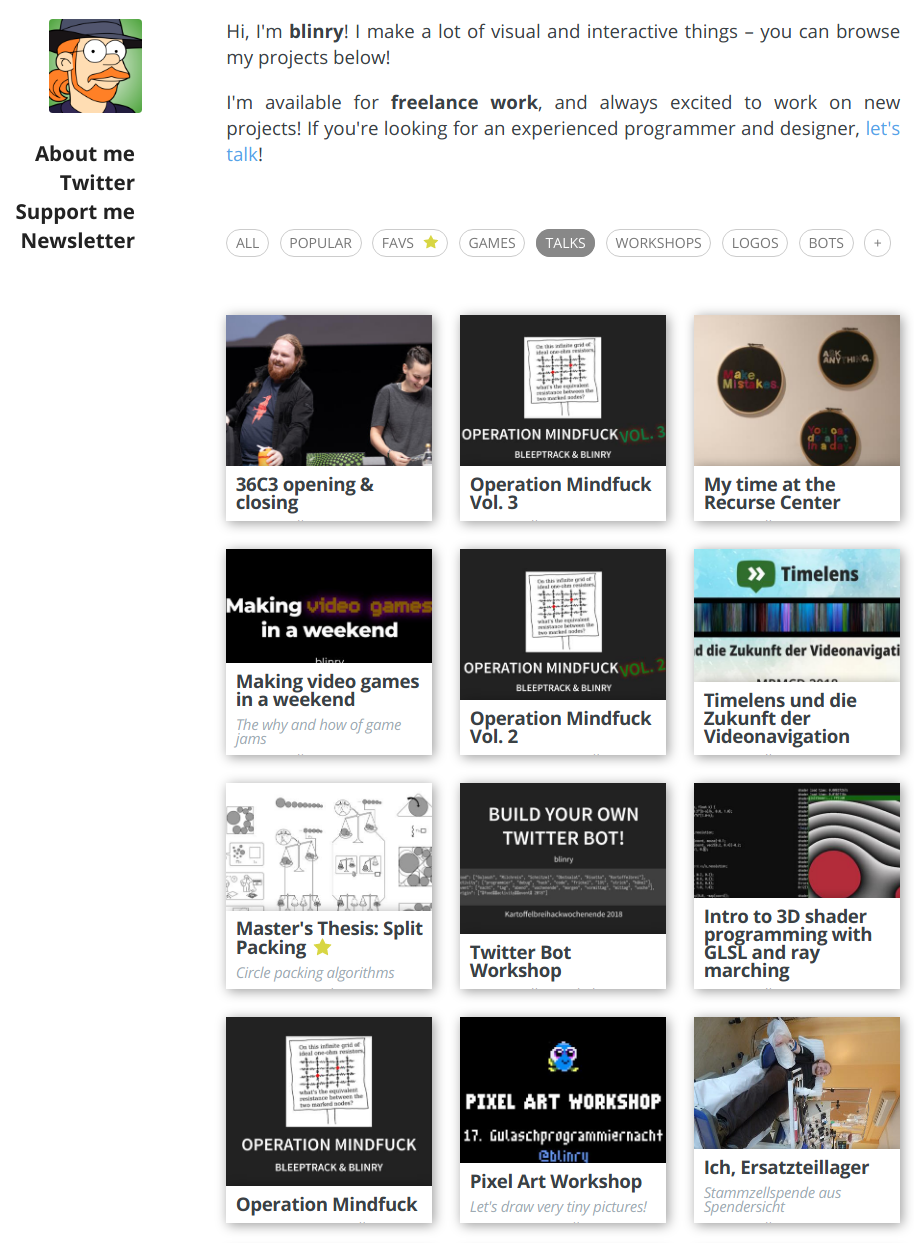 Hi, I'm blinry! I make a lot of visual and interactive things – you can browse
my projects below!
I'm available for freelance work, and always excited to work on new
projects! If you're looking for an experienced programmer and designer, let's
talk!
About me
Twitter
Support me
Newsletter
ALL POPULAR FAVS GAMES TALKS WORKSHOPS LOGOS BOTS +
36C3 opening &
closing
On this infinite grid of
ideal one-ohm resistors,
what's the equivalent
resistance between the
two marked nodes?
OPERATION MINDFUCK VOL. 3
BLEEPTRACK & BLINRY
Operation Mindfuck
Vol. 3
Make
Mistakes.
ASK
ANYTHING.
You can
do a lot
in a day.
My time at the
Recurse Center
Making video games
in a weekend
blinry
Making video games
in a weekend
The why and how of game
jams
On this infinite grid of
ideal one-ohm resistors,
what's the equivalent
resistance between the
two marked nodes?
OPERATION MINDFUCK VOL. 2
BLEEPTRACK & BLINRY
Operation Mindfuck
Vol. 2
Timelens
d die Zukunft der Videonavigati
MRMCD 2018
Timelens und die
Zukunft der
Videonavigation
Master's Thesis: Split
Packing
Circle packing algorithms
BUILD YOUR OWN
TWITTER BOT!
blinry
Kartoffelbreihackwochenende 2018
Twitter Bot
Workshop
Intro to 3D shader
programming with
GLSL and ray
marching
On this infinite grid of
ideal one-ohm resistors,
what's the equivalent
resistance between the
two marked nodes?
OPERATION MINDFUCK
BLEEPTRACK & BLINRY
Operation Mindfuck
PIXEL ART WORKSHOP
17. Gulaschprogrammiernacht
@blinry
Pixel Art Workshop
Let's draw very tiny pictures!
Ich, Ersatzteillager
Stammzellspende aus
Spendersicht